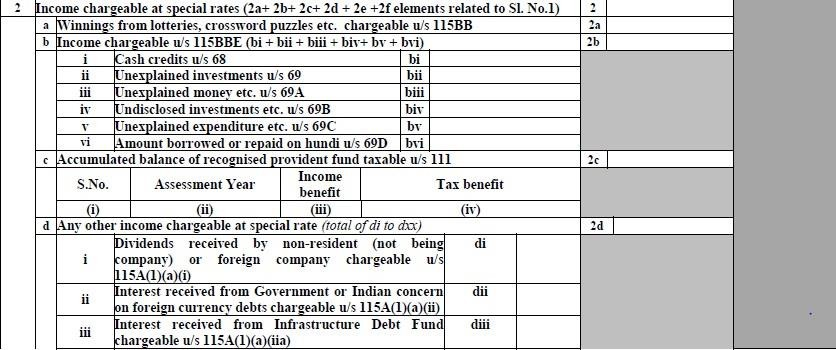 2 Income chargeable at special rates (2a+ 2b+ 2c+ 2d + 2e +2f elements related to Sl. No.1) 2
a Winnings from lotteries, crossword puzzles etc. chargeable u/s 115BB 2a
b Income chargeable u/s 115BBE (bi + bii + biii + biv+ bv + bvi) 2b
i Cash credits u/s 68 bi
ii Unexplained investments u/s 69 bii
iii Unexplained money etc. u/s 69A biii
iv Undisclosed investments etc. u/s 69B biv
v Unexplained expenditure etc. u/s 69C bv
vi Amount borrowed or repaid on hundi u/s 69D bvi
c Accumulated balance of recognised provident fund taxable u/s 111 2c
S.No. Assessment Year Income benefit Tax benefit
(i) (ii) (iii) (iv)
d Any other income chargeable at special rate (total of di to dxx) 2d
i Dividends received by non-resident (not being di
company) or foreign company chargeable u/s
115A(1)(a)(i)
ii Interest received from Government or Indian concern dii
on foreign currency debts chargeable u/s 115A(1)(a)(ii)
iii Interest received from Infrastructure Debt Fund diii
chargeable u/s 115A(1)(a)(iia)